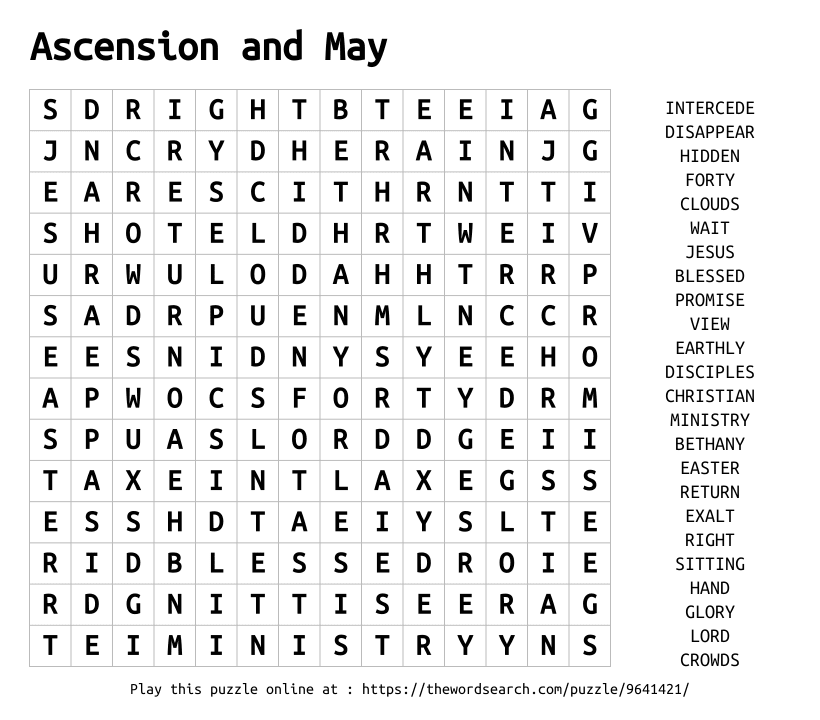 Ascension and May
S D R I G H T B T E E I A G
J N C R Y D H E R A I N J G
E A R E S C I T H R N T T I
S H O T E L D H R T W E I V
U R W U L O D A H H T R R P
S A D R P U E N M L N C C R
E E S N I D N Y S Y E E H O
A P W O C S F O R T Y D R M
S P U A S L O R D D G E I I
T A X E I N T L A X E G S S
E S S H D T A E I Y S L T E
R I D B L E S S E D R O I E
R D G N I T T I S E E R A G
T E I M I N I S T R Y Y N S
INTERCEDE
DISAPPEAR
HIDDEN
FORTY
CLOUDS
WAIT
JESUS
BLESSED
PROMISE
VIEW
EARTHLY
DISCIPLES
CHRISTIAN
MINISTRY
BETHANY
EASTER
RETURN
EXALT
RIGHT
SITTING
HAND
GLORY
LORD
CROWDS
Play this puzzle online at : https://thewordsearch.com/puzzle/9641421/